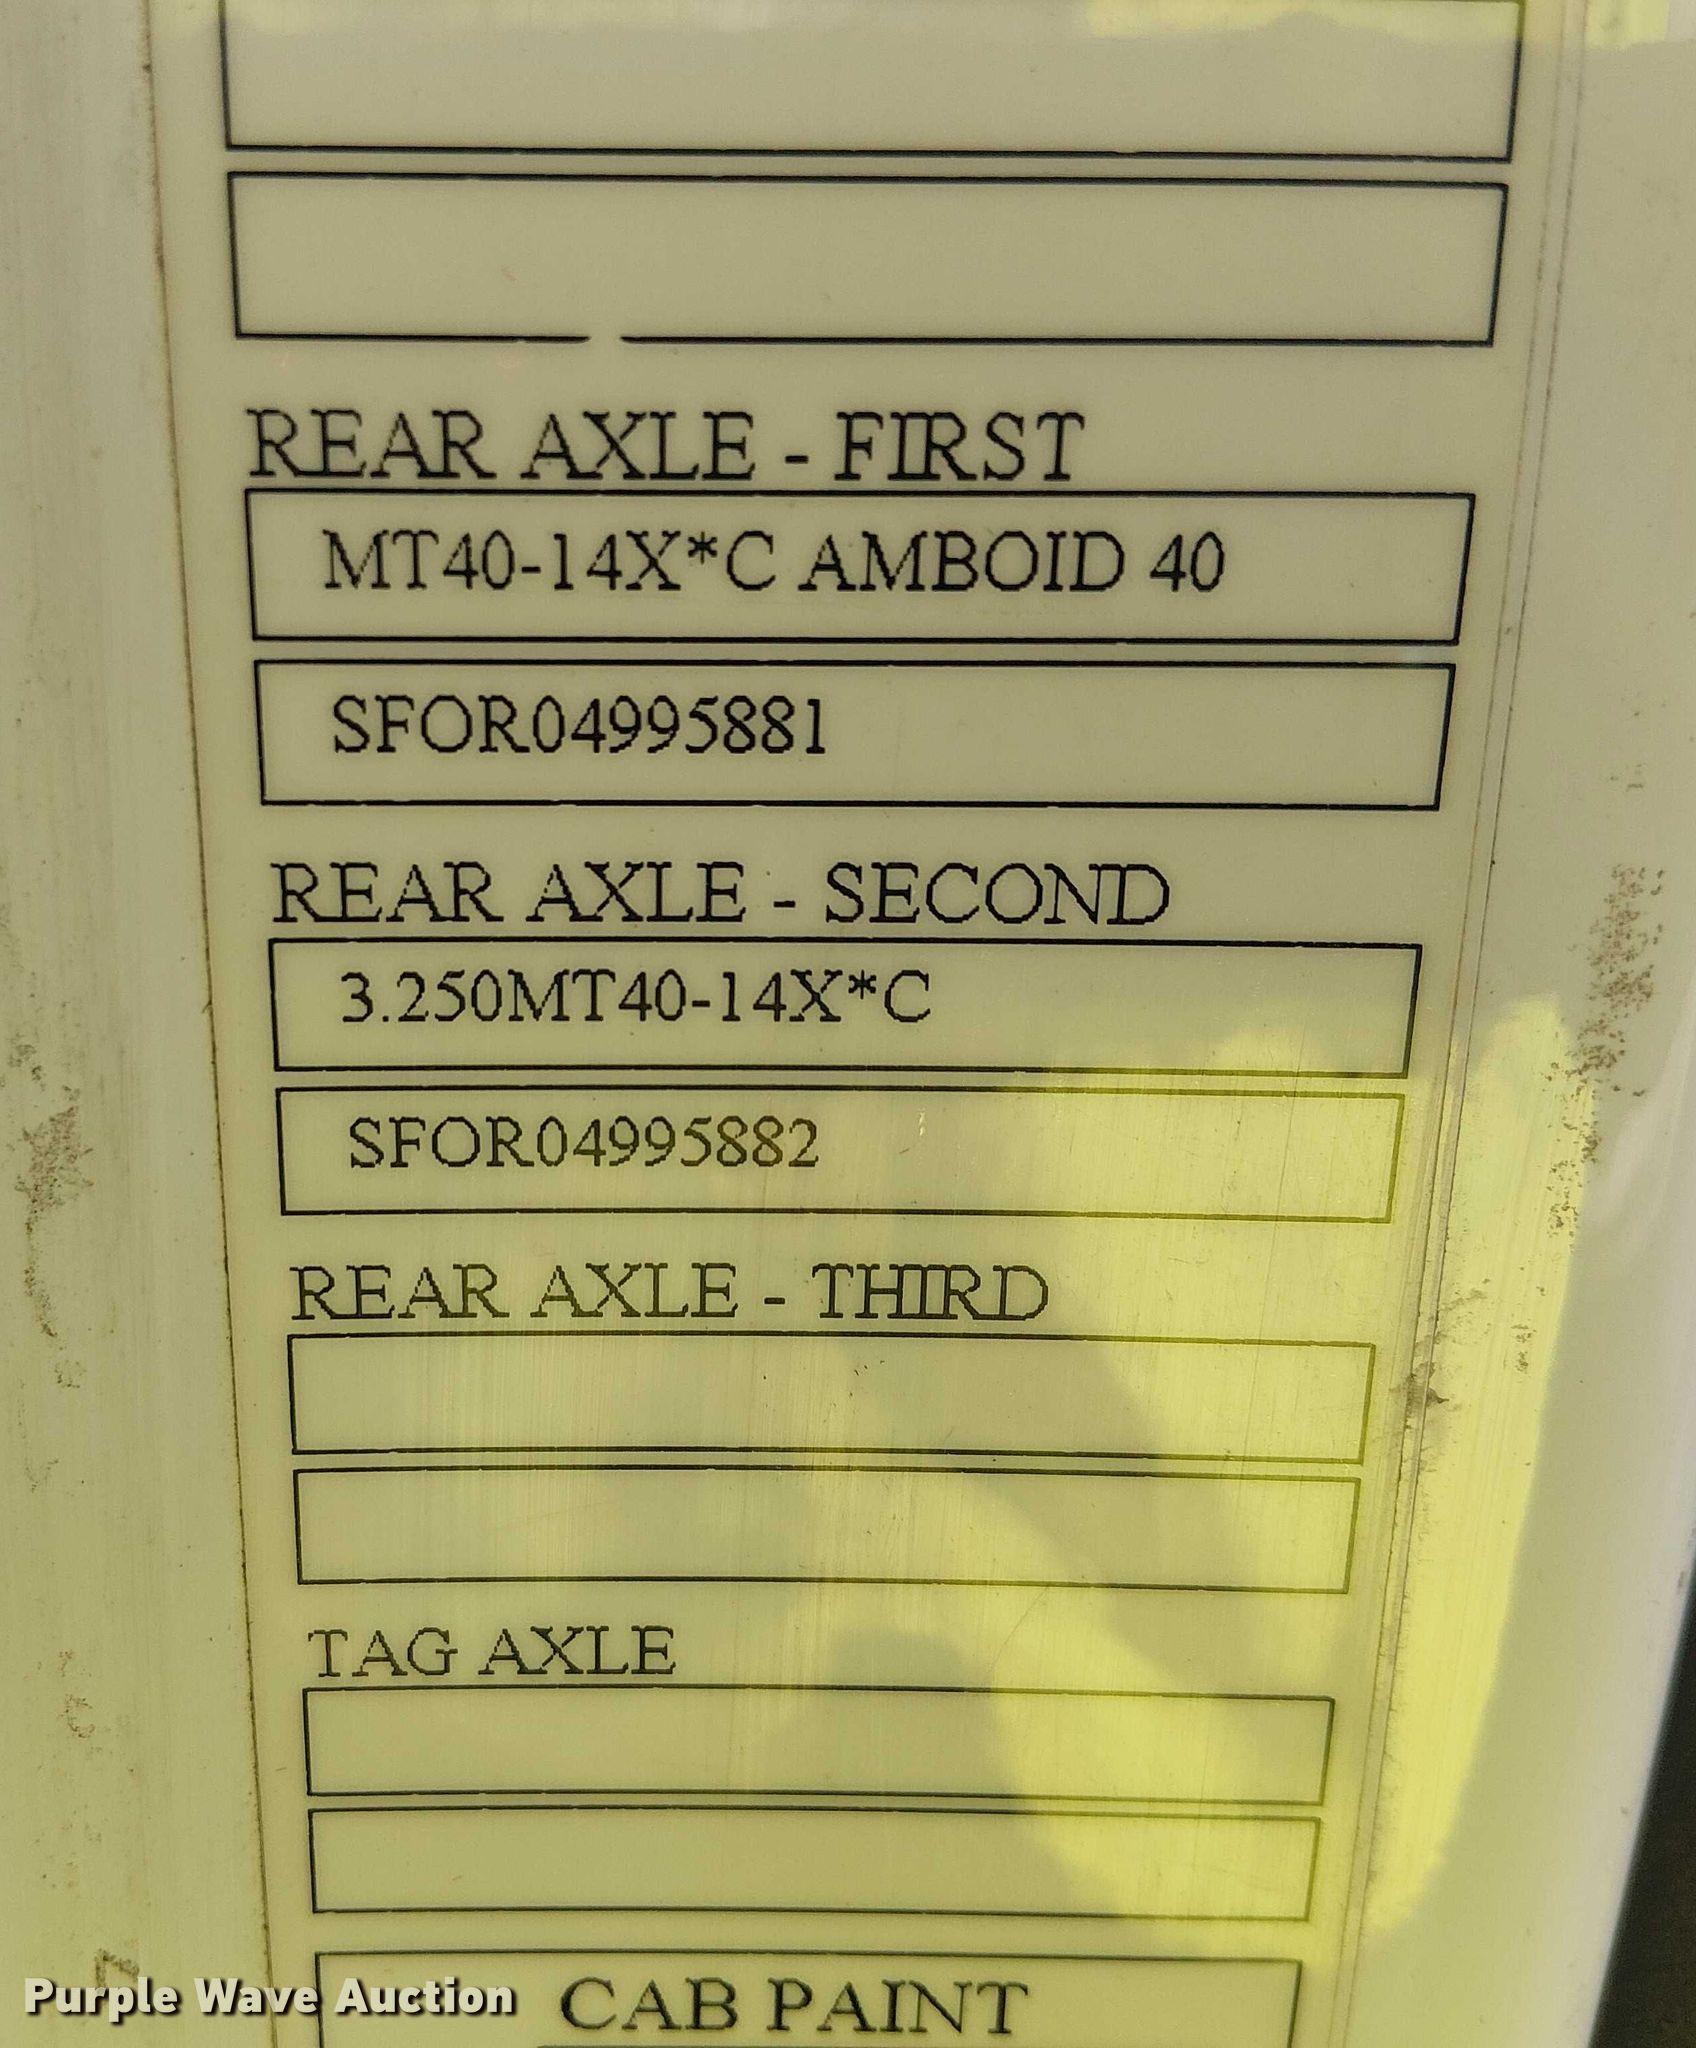 REAR AXLE - FIRST
MT40-14X*C AMBOID 40
SFOR04995881
REAR AXLE - SECOND
3.250MT40-14X*C
SFOR04995882
REAR AXLE - THIRD
TAG AXLE
CAB PAINT
Purple Wave Auction